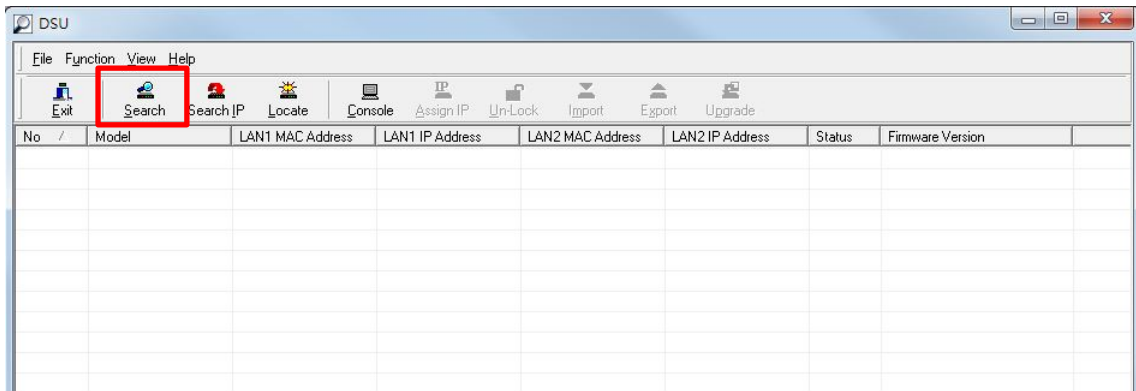 DSU
File Function View Help
Exit Search Search IP Locate Console Assign IP Un-Lock Import Export Upgrade
No / Model LAN1 MAC Address LAN1 IP Address LAN2 MAC Address LAN2 IP Address Status Firmware Version